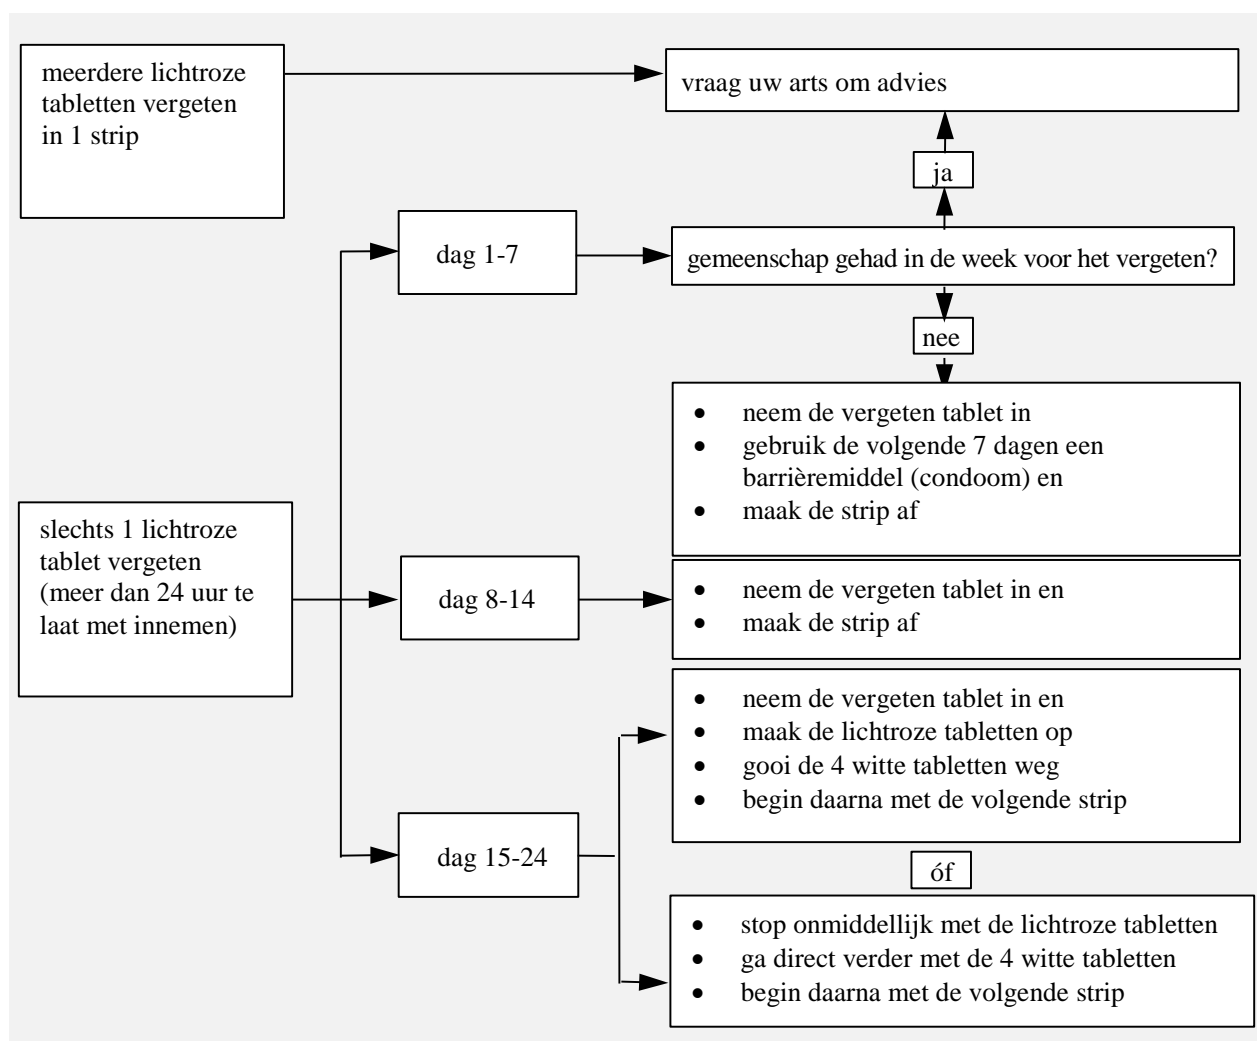 meerdere lichtroze
tabletten vergeten
in 1 strip
vraag uw arts om advies
ja
dag 1-7
gemeenschap gehad in de week voor het vergeten?
nee
• neem de vergeten tablet in
• gebruik de volgende 7 dagen een
barrièremiddel (condoom) en
• maak de strip af
slechts 1 lichtroze
tablet vergeten
(meer dan 24 uur te
laat met innemen)
dag 8-14
• neem de vergeten tablet in en
• maak de strip af
dag 15-24
• neem de vergeten tablet in en
• maak de lichtroze tabletten op
• gooi de 4 witte tabletten weg
• begin daarna met de volgende strip
óf
• stop onmiddellijk met de lichtroze tabletten
• ga direct verder met de 4 witte tabletten
• begin daarna met de volgende strip